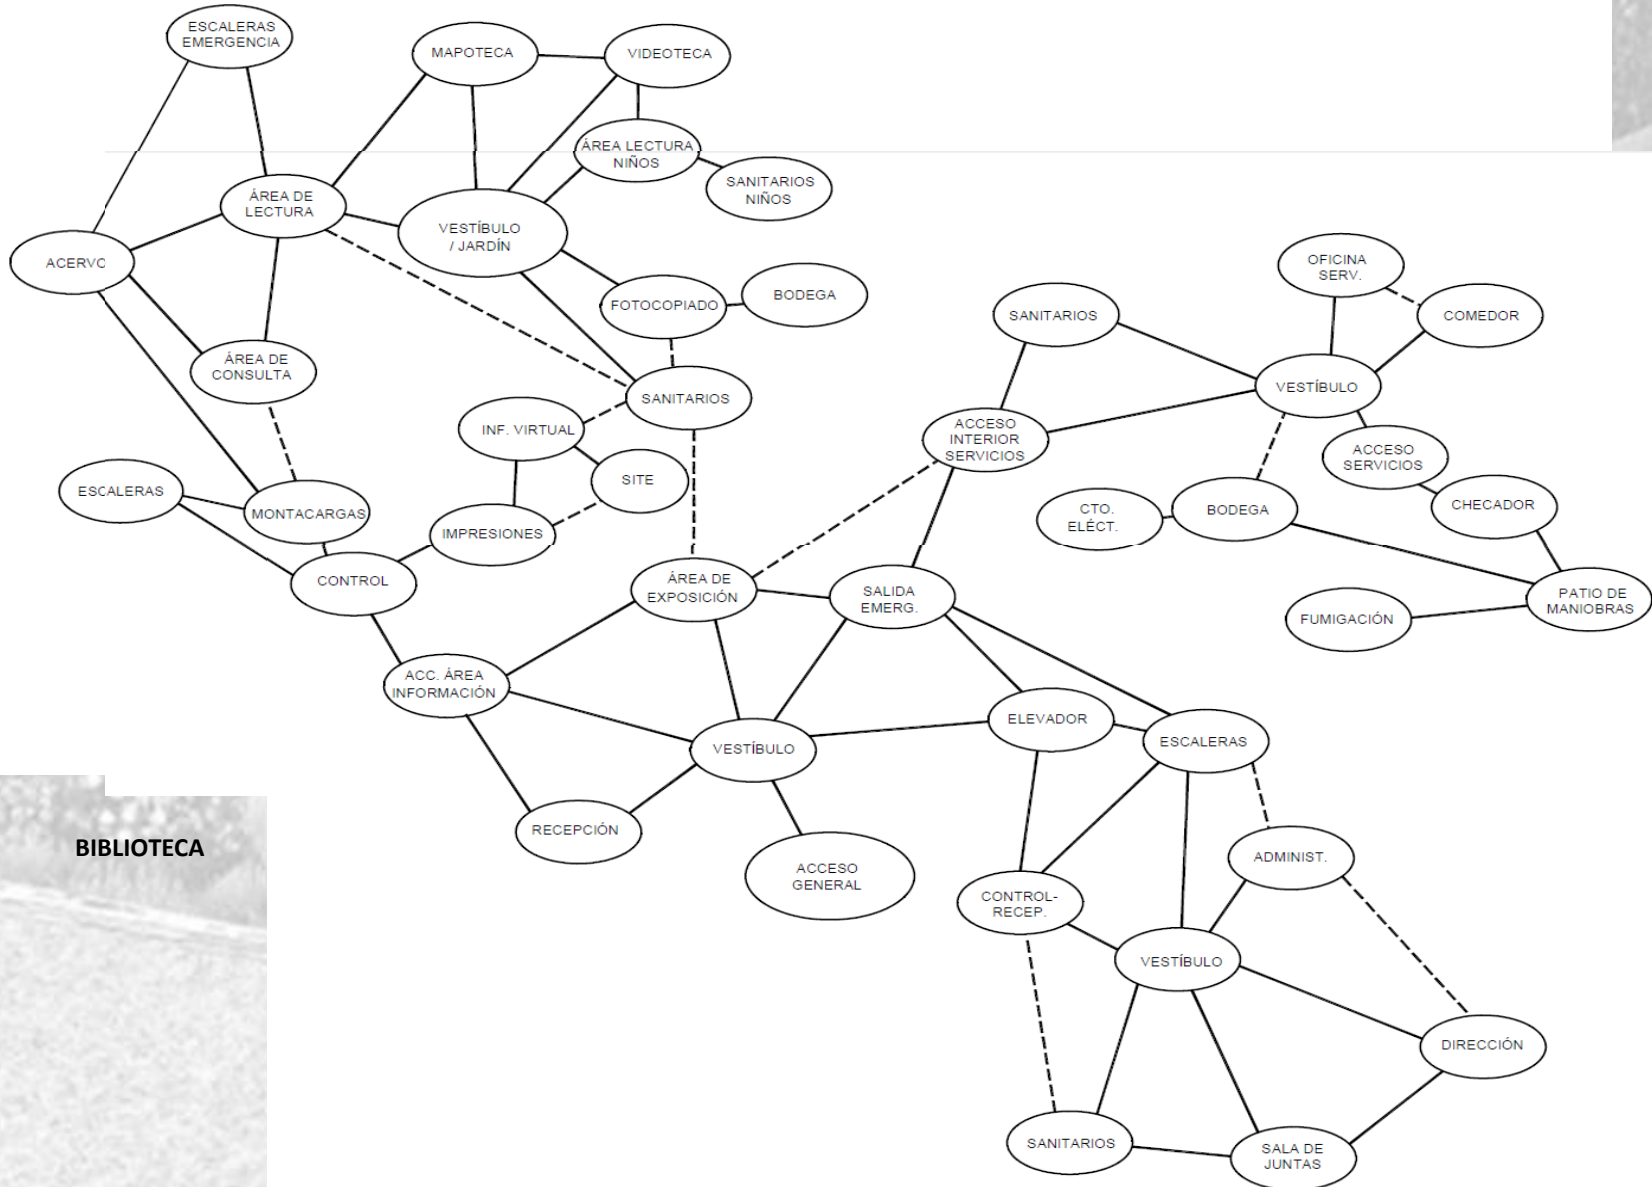 ESCALERAS
EMERGENCIA
MAPOTECA
VIDEOTECA
ÁREA LECTURA
NIÑOS
SANITARIOS
NIÑOS
ÁREA DE
LECTURA
VESTÍBULO
/ JARDÍN
ACERVO
FOTOCOPIADO
BODEGA
ÁREA DE
CONSULTA
SANITARIOS
INF. VIRTUAL
SITE
ESCALERAS
MONTACARGAS
IMPRESIONES
CONTROL
OFICINA
SERV.
SANITARIOS
COMEDOR
VESTÍBULO
ACCESO
INTERIOR
SERVICIOS
ACCESO
SERVICIOS
CTO.
ELÉCT.
BODEGA
CHECADOR
PATIO DE
MANIOBRAS
FUMIGACIÓN
ÁREA DE
EXPOSICIÓN
SALIDA
EMERG.
ACC. ÁREA
INFORMACIÓN
VESTÍBULO
ELEVADOR
ESCALERAS
RECEPCIÓN
ACCESO
GENERAL
BIBLIOTECA
ADMINIST.
CONTROL-
RECEP.
VESTÍBULO
DIRECCIÓN
SANITARIOS
SALA DE
JUNTAS